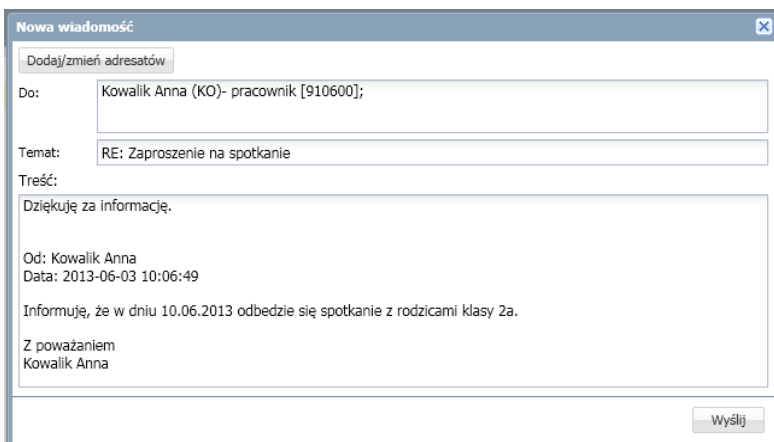 Nowa wiadomość
Dodaj/zmień adresatów
Do: Kowalik Anna (KO)- pracownik [910600];
Temat: RE: Zaproszenie na spotkanie
Treść:
Dziękuję za informację.
Od: Kowalik Anna
Data: 2013-06-03 10:06:49
Informuję, że w dniu 10.06.2013 odbedzie się spotkanie z rodzicami klasy 2a.
Z poważaniem
Kowalik Anna
Wyślij